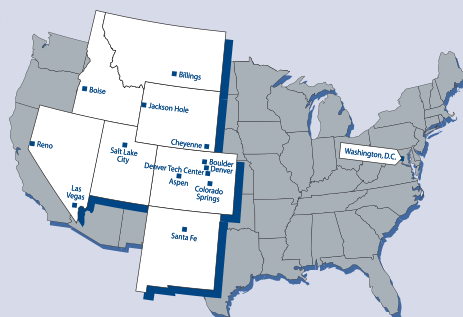 Billings
Boise
Jackson Hole
Reno
Salt Lake
City
Cheyenne
Boulder
Denver
Denver Tech Center
Aspen
Colorado
Springs
Las
Vegas
Santa Fe
Washington, D.C.